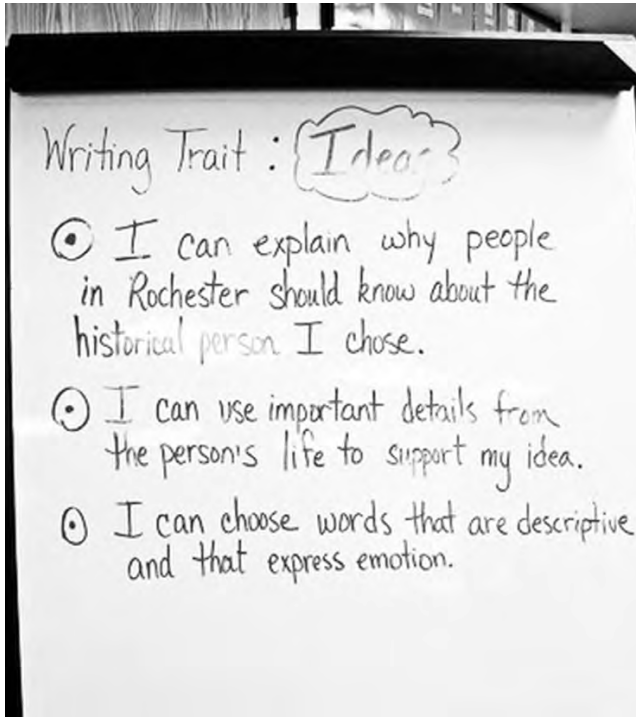 Writing Trait : Ideas
I can explain why people
in Rochester should know about the
historical person I chose.
I can use important details from
the person's life to support my idea.
I can choose words that are descriptive
and that express emotion.